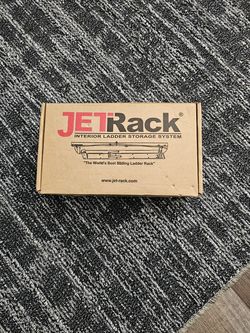 JETRack®
INTERIOR LADDER STORAGE SYSTEM
"The World's Best Sliding Ladder Rack"
www.jet-rack.com